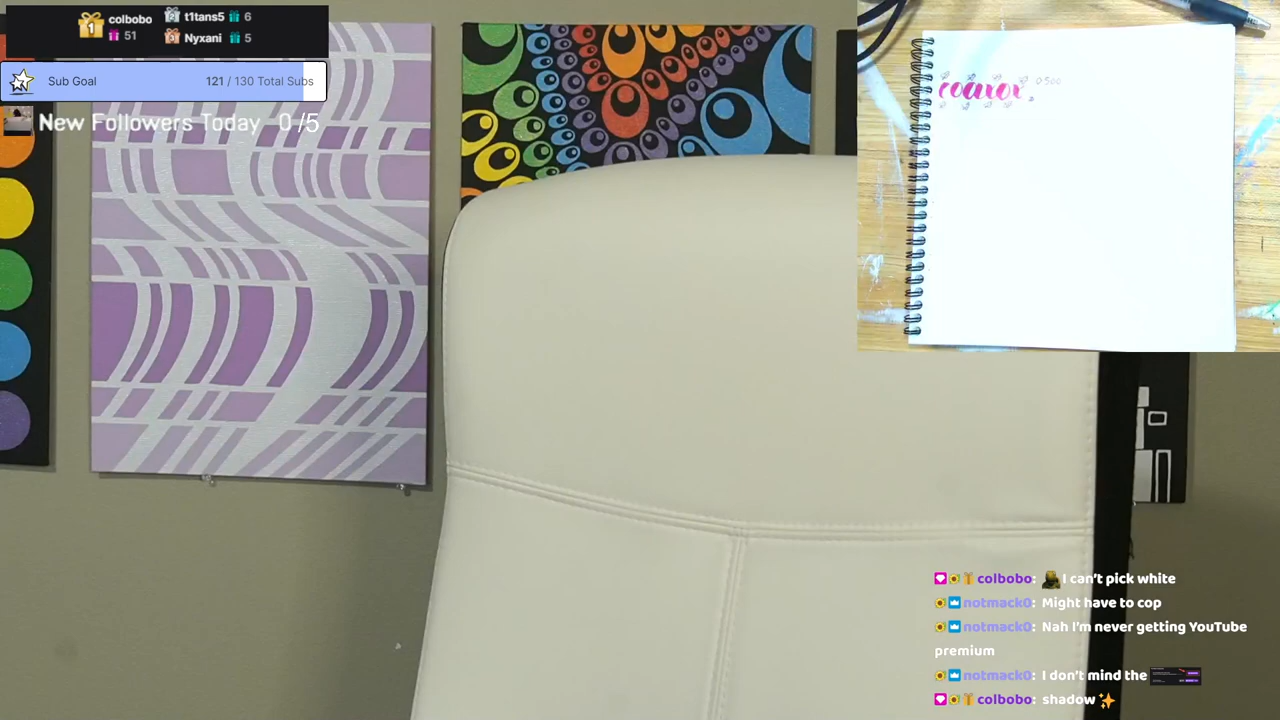 colbobo
51
t1tans5 6
Nyxani 5
Sub Goal 121 / 130 Total Subs
New Followers Today 0 /5
colbobo: I can't pick white
notmack0: Might have to cop
notmack0: Nah I'm never getting YouTube
premium
notmack0: I don't mind the
colbobo: shadow